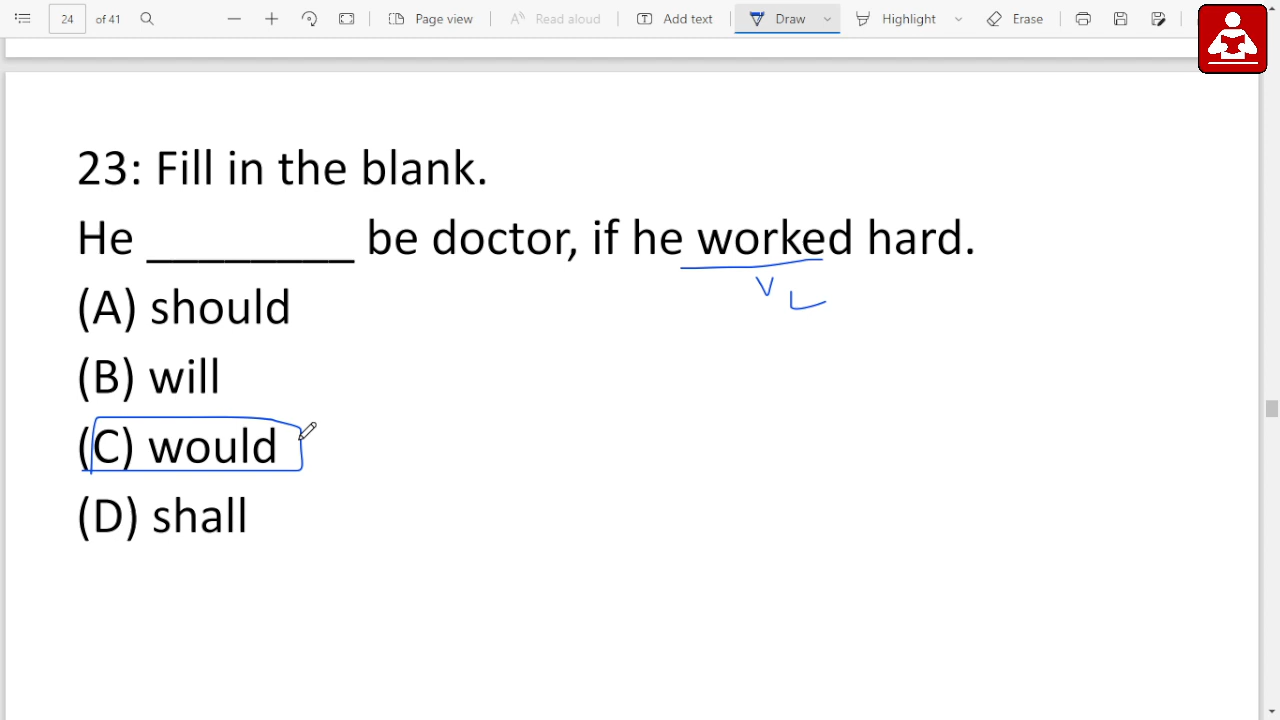 24 of 41 Page view Read aloud Add text Draw Highlight Erase
23: Fill in the blank.
He ________ be doctor, if he worked hard.
V
(A) should
(B) will
(C) would
(D) shall